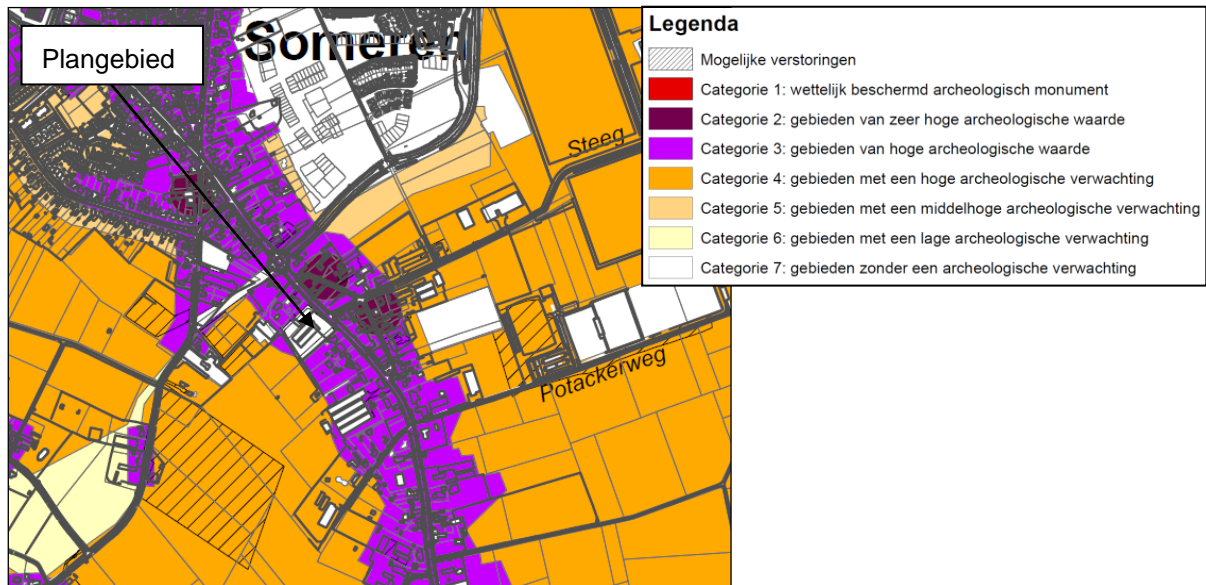 Plangebied
Someren
Steeg
Potackerweg
Legenda
Mogelijke verstoringen
Categorie 1: wettelijk beschermd archeologisch monument
Categorie 2: gebieden van zeer hoge archeologische waarde
Categorie 3: gebieden van hoge archeologische waarde
Categorie 4: gebieden met een hoge archeologische verwachting
Categorie 5: gebieden met een middelhoge archeologische verwachting
Categorie 6: gebieden met een lage archeologische verwachting
Categorie 7: gebieden zonder een archeologische verwachting